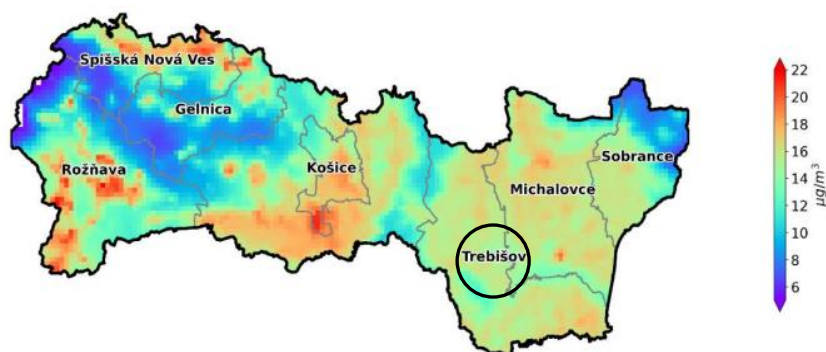 Spišská Nová Ves
Gelnica
Rožňava
Košice
Sobrance
Michalovce
Trebišov
22
20
18
16
14
12
10
8
6
µg/m³